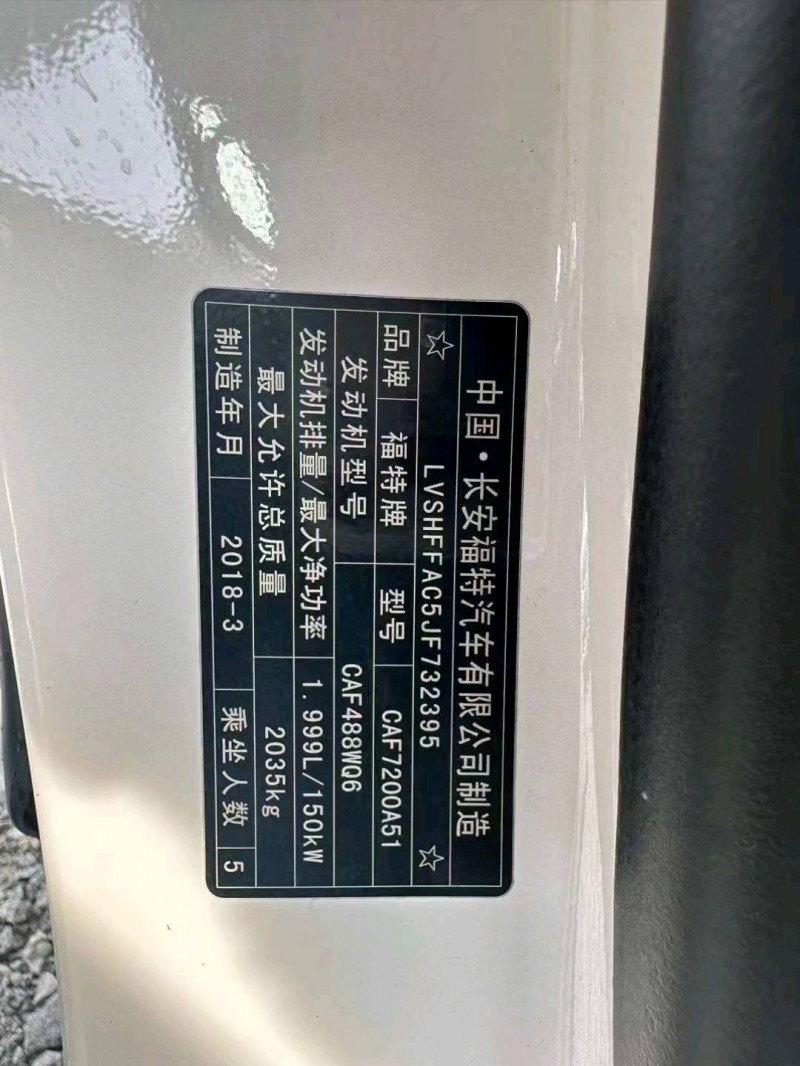 中国·长安福特汽车有限公司制造
☆ LVSHFFAC5JF732395 ☆
品牌 福特牌 型号 CAF7200A51
发动机型号 CAF488WQ6
发动机排量/最大净功率 1.999L/150kW
最大允许总质量 2035kg
制造年月 2018-3 乘坐人数 5